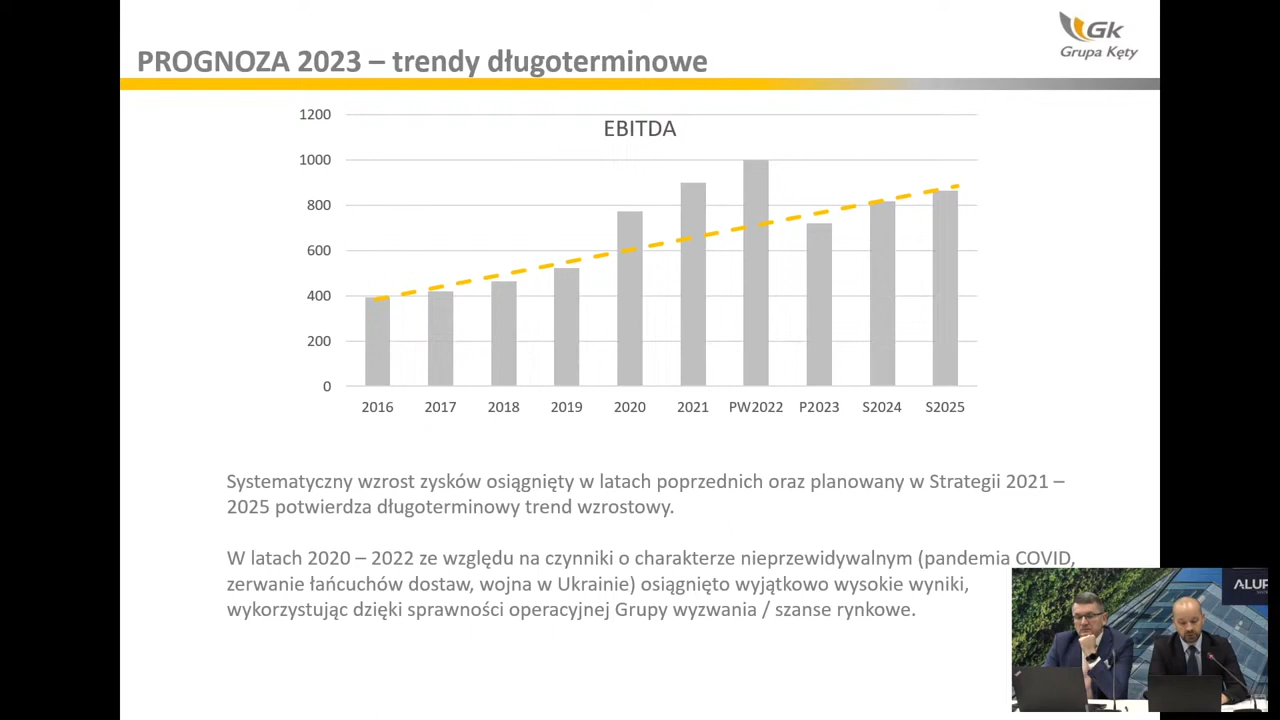 PROGNOZA 2023 – trendy długoterminowe
Gk
Grupa Kęty
EBITDA
1200
1000
800
600
400
200
0
2016 2017 2018 2019 2020 2021 PW2022 P2023 S2024 S2025
Systematyczny wzrost zysków osiągnięty w latach poprzednich oraz planowany w Strategii 2021 –
2025 potwierdza długoterminowy trend wzrostowy.
W latach 2020 – 2022 ze względu na czynniki o charakterze nieprzewidywalnym (pandemia COVID,
zerwanie łańcuchów dostaw, wojna w Ukrainie) osiągnięto wyjątkowo wysokie wyniki,
wykorzystując dzięki sprawności operacyjnej Grupy wyzwania / szanse rynkowe.